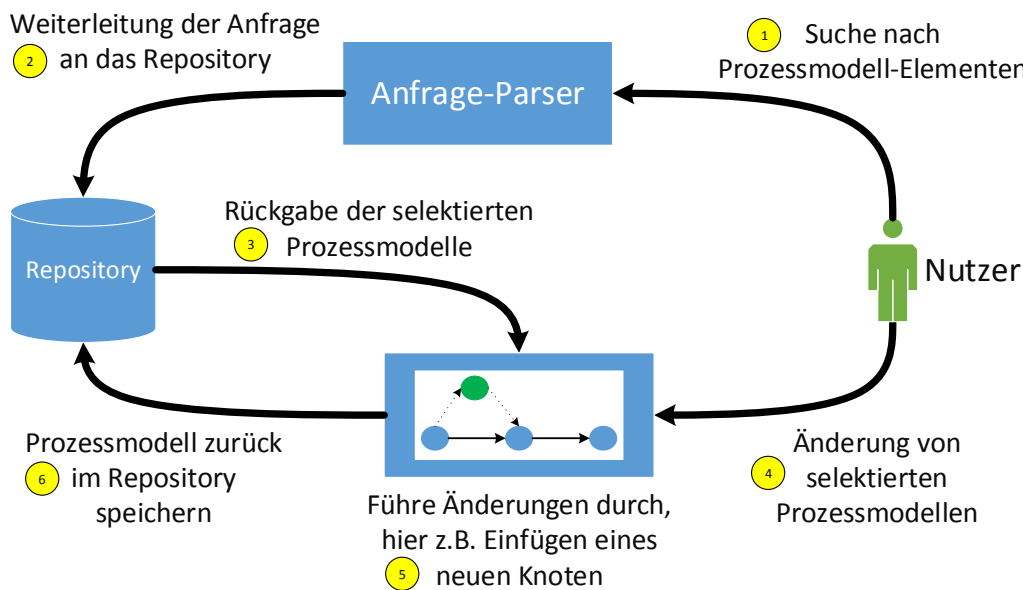 Weiterleitung der Anfrage
2 an das Repository
Anfrage-Parser
1 Suche nach
Prozessmodell-Elementen
Rückgabe der selektierten
3 Prozessmodelle
Repository
Nutzer
Prozessmodell zurück
6 im Repository
speichern
Führe Änderungen durch,
hier z.B. Einfügen eines
5 neuen Knoten
Änderung von
4 selektierten
Prozessmodellen